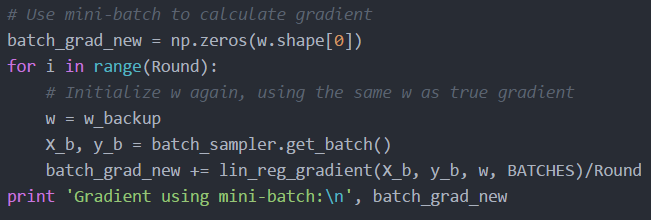 # Use mini-batch to calculate gradient
batch_grad_new = np.zeros(w.shape[0])
for i in range(Round):
    # Initialize w again, using the same w as true gradient
    w = w_backup
    X_b, y_b = batch_sampler.get_batch()
    batch_grad_new += lin_reg_gradient(X_b, y_b, w, BATCHES)/Round
print 'Gradient using mini-batch:\n', batch_grad_new